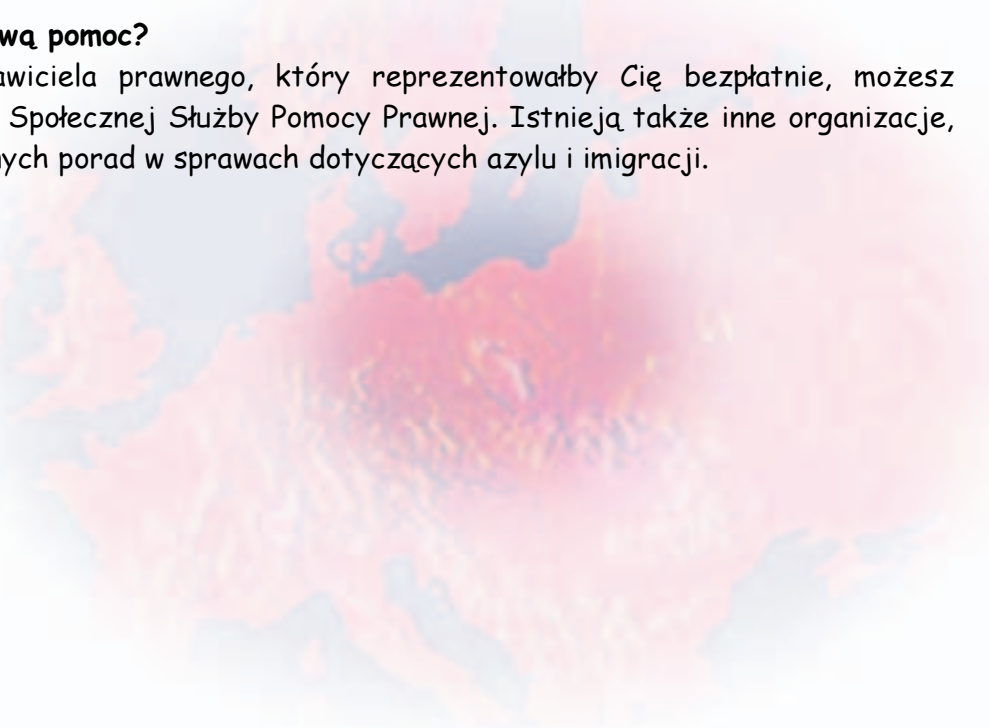 wą pomoc?
awiciela prawnego, który reprezentowałby Cię bezpłatnie, możesz
Społecznej Służby Pomocy Prawnej. Istnieją także inne organizacje,
nych porad w sprawach dotyczących azylu i imigracji.